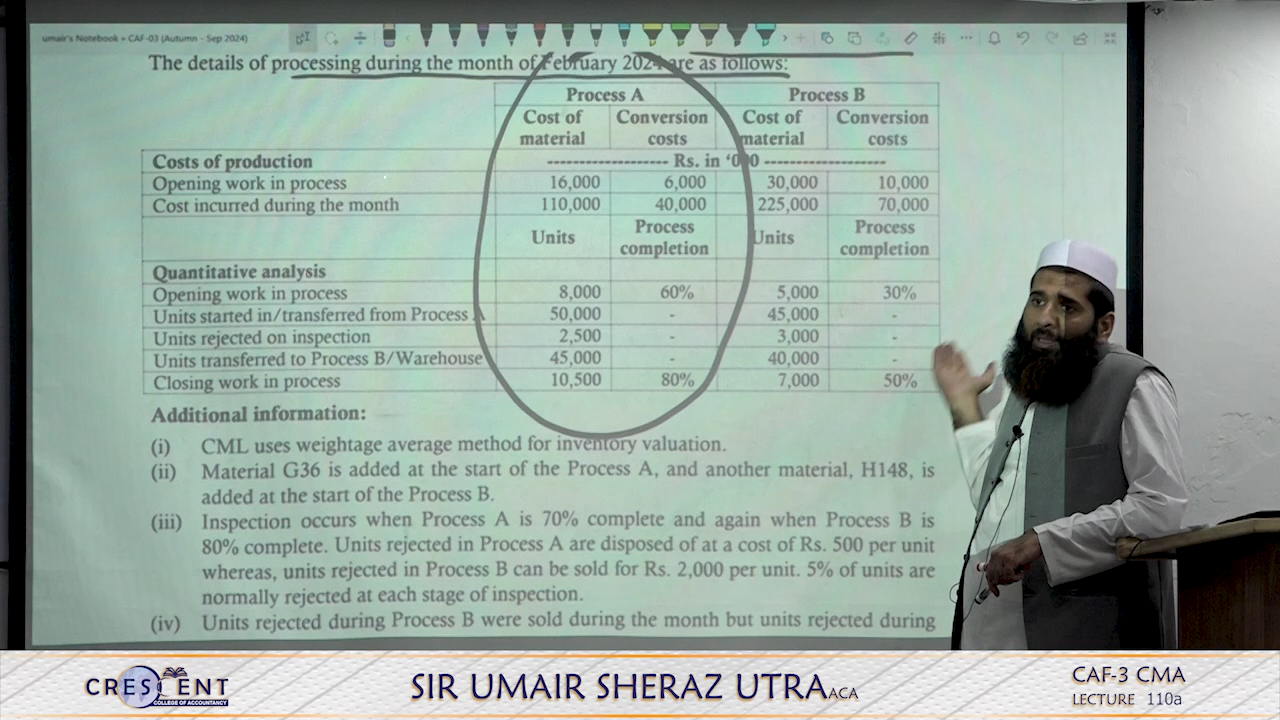 umair's Notebook » CAF-03 (Autumn - Sep 2024)
The details of processing during the month of February 2024 are as follows:
Process A Process B
Cost of material Conversion costs Cost of material Conversion costs
Costs of production ------------------- Rs. in ‘000 -------------------
Opening work in process 16,000 6,000 30,000 10,000
Cost incurred during the month 110,000 40,000 225,000 70,000
Units Process completion Units Process completion
Quantitative analysis
Opening work in process 8,000 60% 5,000 30%
Units started in/transferred from Process A 50,000 - 45,000 -
Units rejected on inspection 2,500 - 3,000 -
Units transferred to Process B/Warehouse 45,000 - 40,000 -
Closing work in process 10,500 80% 7,000 50%
Additional information:
(i) CML uses weightage average method for inventory valuation.
(ii) Material G36 is added at the start of the Process A, and another material, H148, is
added at the start of the Process B.
(iii) Inspection occurs when Process A is 70% complete and again when Process B is
80% complete. Units rejected in Process A are disposed of at a cost of Rs. 500 per unit
whereas, units rejected in Process B can be sold for Rs. 2,000 per unit. 5% of units are
normally rejected at each stage of inspection.
(iv) Units rejected during Process B were sold during the month but units rejected during
CRESCENT
COLLEGE OF ACCOUNTANCY
SIR UMAIR SHERAZ UTRA ACA
CAF-3 CMA
LECTURE 110a